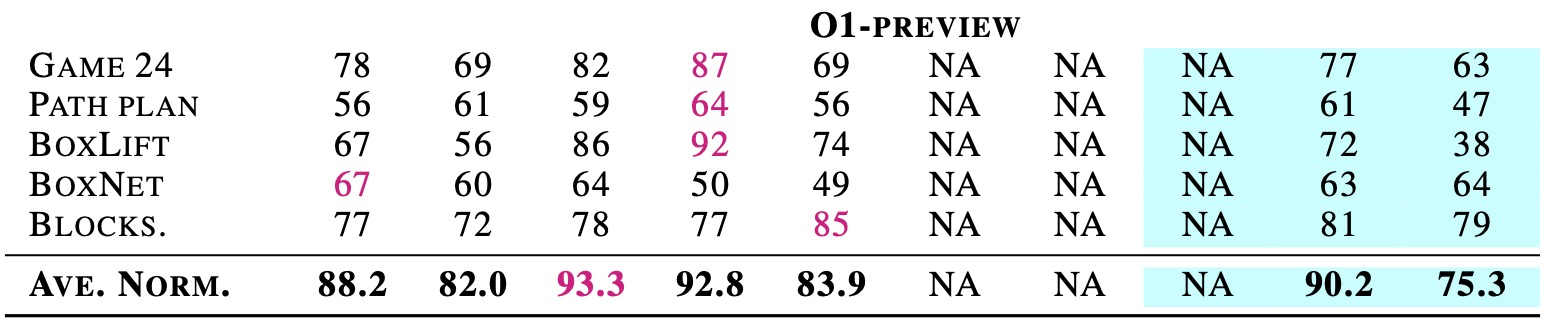 O1-PREVIEW
GAME 24 78 69 82 87 69 NA NA NA 77 63
PATH PLAN 56 61 59 64 56 NA NA NA 61 47
BOXLIFT 67 56 86 92 74 NA NA NA 72 38
BOXNET 67 60 64 50 49 NA NA NA 63 64
BLOCKS. 77 72 78 77 85 NA NA NA 81 79
AVE. NORM. 88.2 82.0 93.3 92.8 83.9 NA NA NA 90.2 75.3